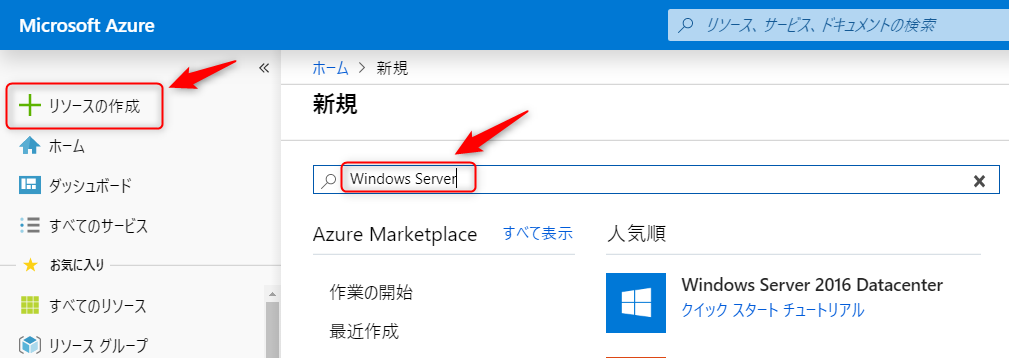 Microsoft Azure
リソース、サービス、ドキュメントの検索
リソースの作成
ホーム
ダッシュボード
すべてのサービス
お気に入り
すべてのリソース
リソース グループ
ホーム > 新規
新規
Windows Server
Azure Marketplace すべて表示
作業の開始
最近作成
人気順
Windows Server 2016 Datacenter
クイック スタート チュートリアル